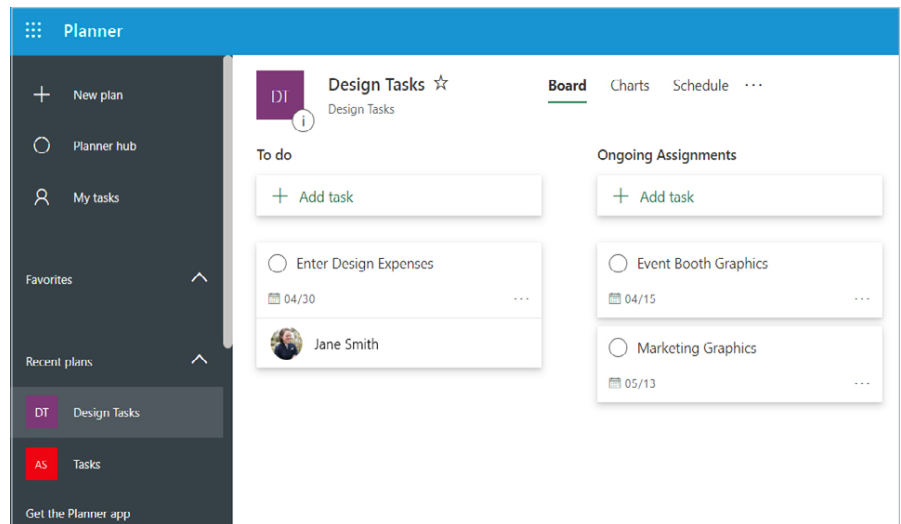 Planner
New plan
Planner hub
My tasks
Favorites
Recent plans
DT Design Tasks
AS Tasks
Get the Planner app
DT
i
Design Tasks
Design Tasks
Board Charts Schedule ...
To do
+ Add task
Enter Design Expenses
04/30 ...
Jane Smith
Ongoing Assignments
+ Add task
Event Booth Graphics
04/15 ...
Marketing Graphics
05/13 ...